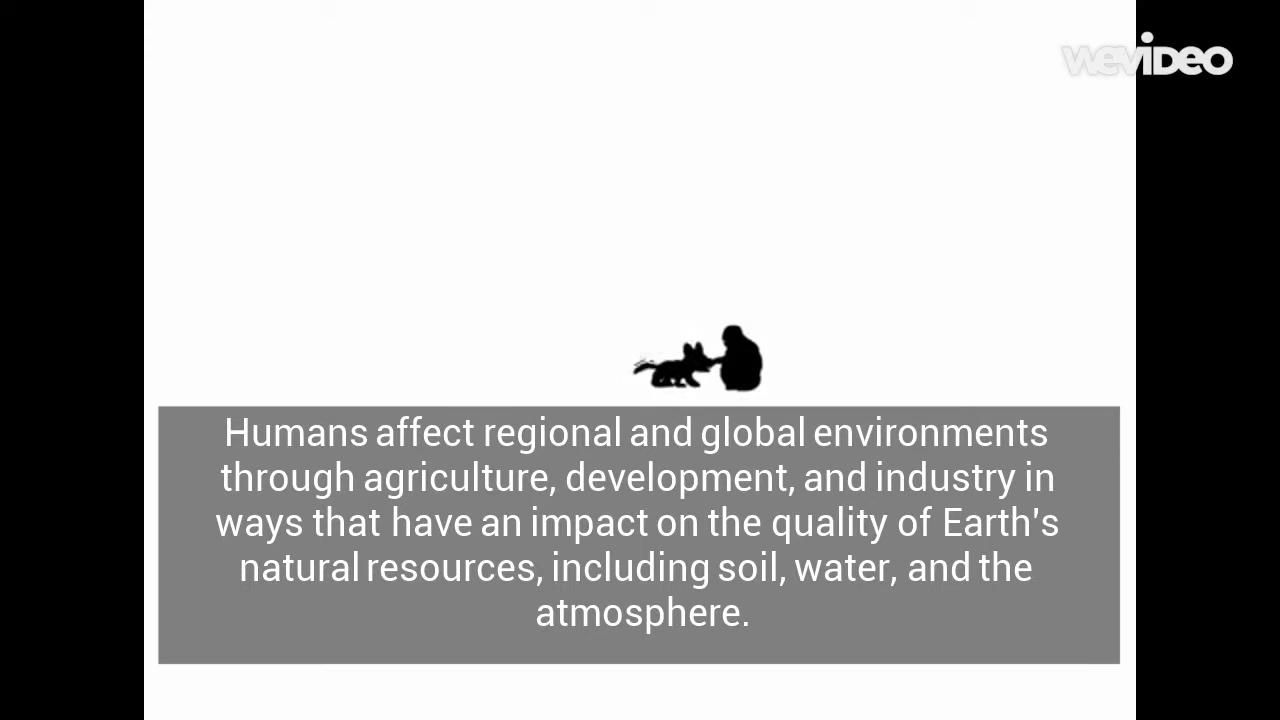 WeVideo
Humans affect regional and global environments
through agriculture, development, and industry in
ways that have an impact on the quality of Earth's
natural resources, including soil, water, and the
atmosphere.